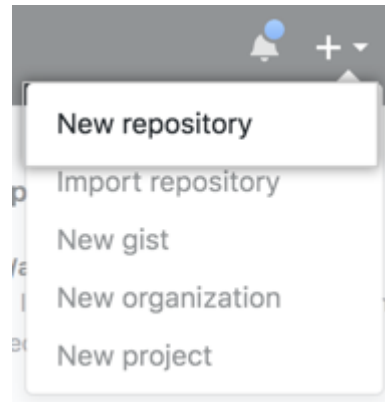 New repository
Import repository
New gist
New organization
New project